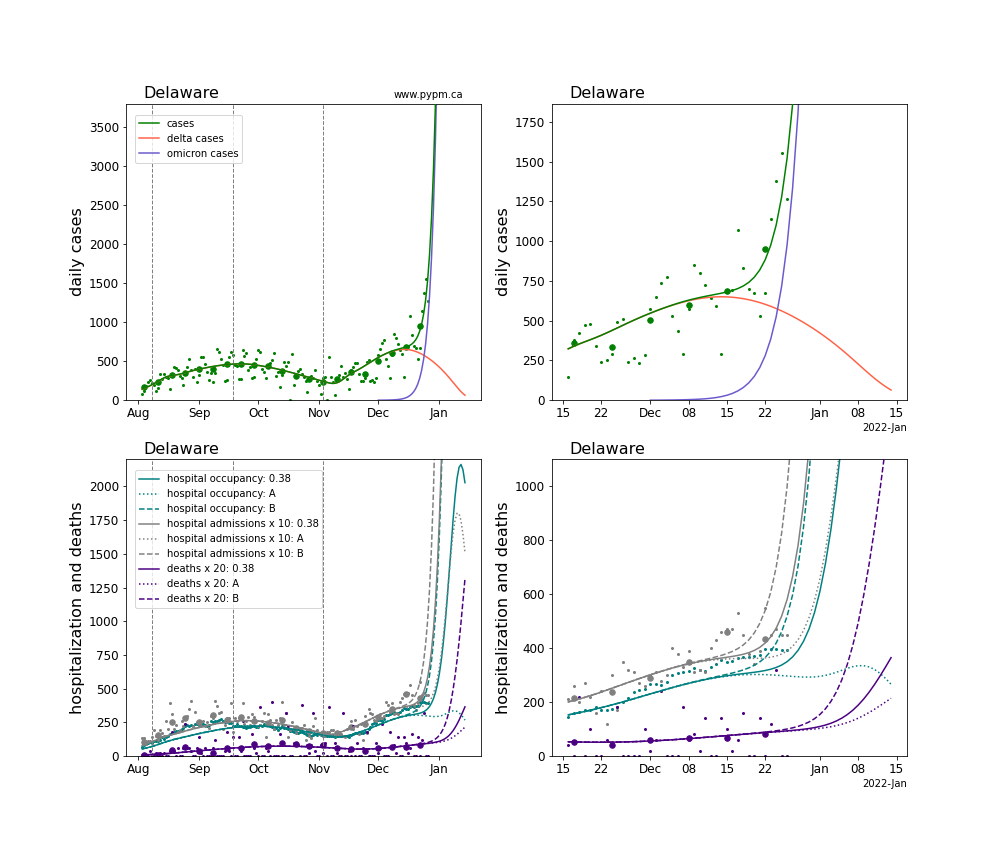 Delaware
www.pypm.ca
daily cases
3500
3000
2500
2000
1500
1000
500
0
cases
delta cases
omicron cases
Aug
Sep
Oct
Nov
Dec
Jan
Delaware
daily cases
1750
1500
1250
1000
750
500
250
0
15
22
Dec
08
15
22
Jan
08
15
2022-Jan
Delaware
hospitalization and deaths
2000
1750
1500
1250
1000
750
500
250
0
hospital occupancy: 0.38
hospital occupancy: A
hospital occupancy: B
hospital admissions x 10: 0.38
hospital admissions x 10: A
hospital admissions x 10: B
deaths x 20: 0.38
deaths x 20: A
deaths x 20: B
Aug
Sep
Oct
Nov
Dec
Jan
Delaware
hospitalization and deaths
1000
800
600
400
200
0
15
22
Dec
08
15
22
Jan
08
15
2022-Jan